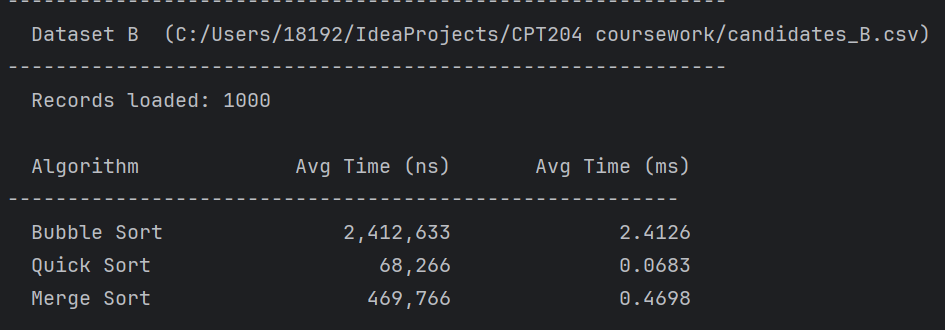 ------------------------------------------------------------
Dataset B  (C:/Users/18192/IdeaProjects/CPT204 coursework/candidates_B.csv)
------------------------------------------------------------
Records loaded: 1000
Algorithm             Avg Time (ns)       Avg Time (ms)
--------------------------------------------------------
Bubble Sort               2,412,633              2.4126
Quick Sort                   68,266              0.0683
Merge Sort                  469,766              0.4698